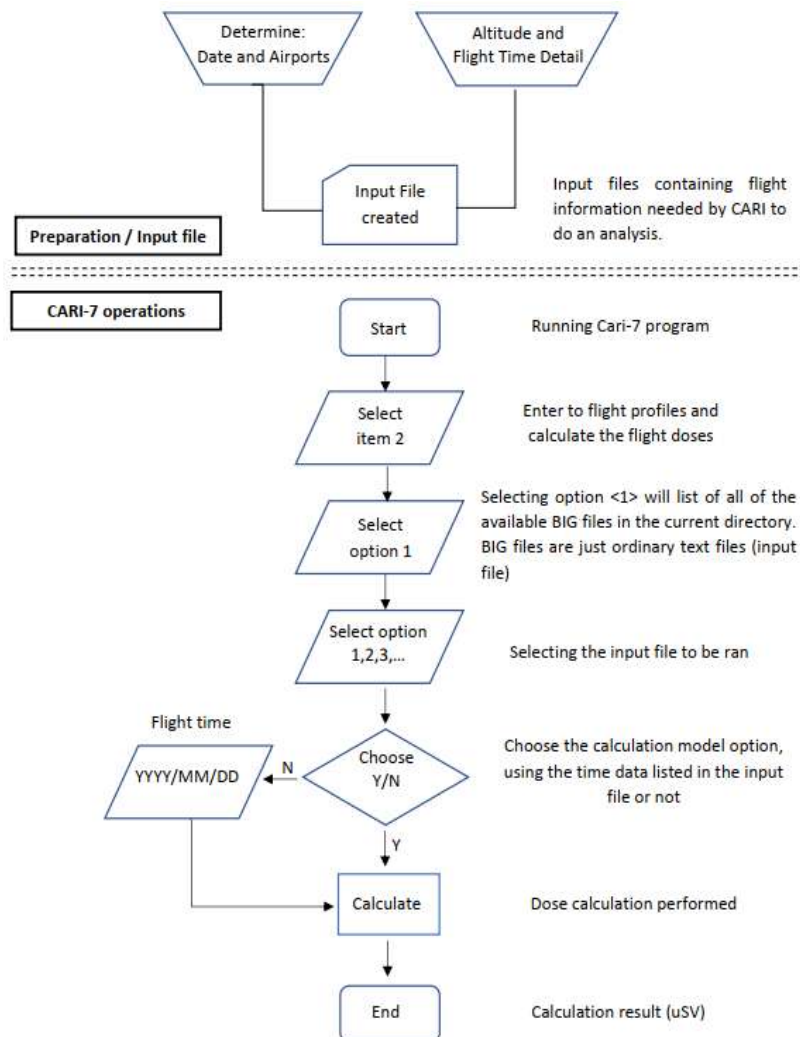 Determine:
Date and Airports
Altitude and
Flight Time Detail
Input File
created
Input files containing flight
information needed by CARI to
do an analysis.
Preparation / Input file
CARI-7 operations
Start
Running Cari-7 program
Select
item 2
Enter to flight profiles and
calculate the flight doses
Select
option 1
Selecting option <1> will list of all of the
available BIG files in the current directory.
BIG files are just ordinary text files (input
file)
Select option
1,2,3,...
Selecting the input file to be ran
Flight time
YYYY/MM/DD
N
Choose
Y/N
Choose the calculation model option,
using the time data listed in the input
file or not
Y
Calculate
Dose calculation performed
End
Calculation result (uSV)